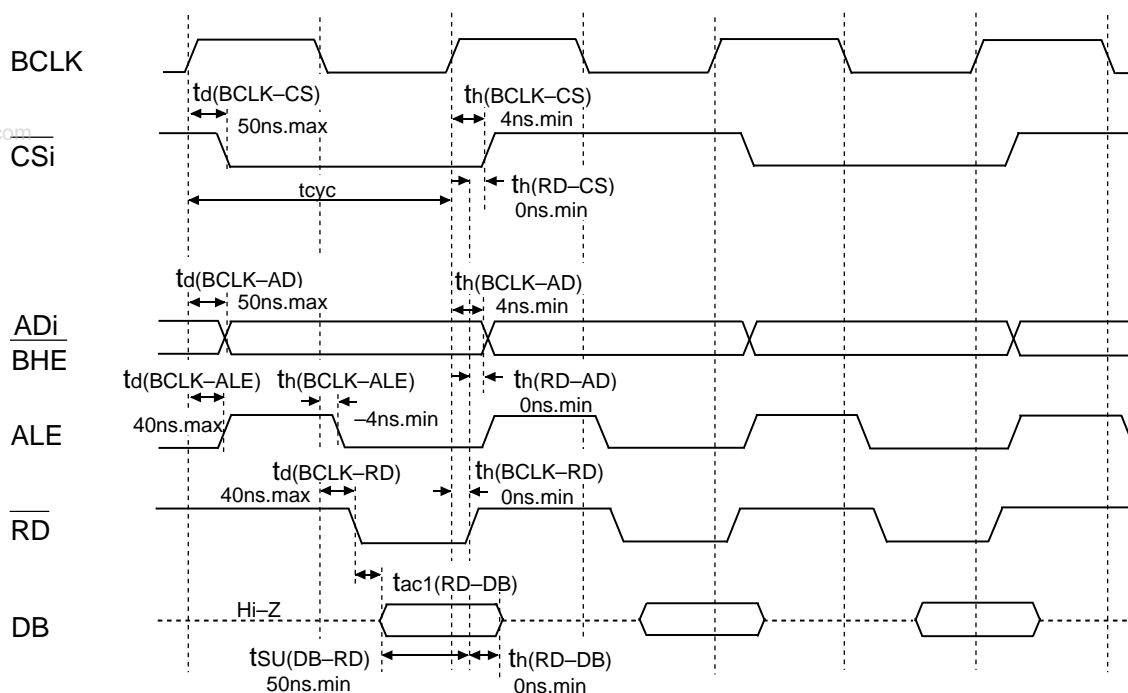 BCLK
td(BCLK–CS)
50ns.max
th(BCLK–CS)
4ns.min
com
CSi
tcyc
th(RD–CS)
0ns.min
td(BCLK–AD)
50ns.max
th(BCLK–AD)
4ns.min
ADi
BHE
td(BCLK–ALE)
40ns.max
th(BCLK–ALE)
–4ns.min
th(RD–AD)
0ns.min
ALE
td(BCLK–RD)
40ns.max
th(BCLK–RD)
0ns.min
RD
tac1(RD–DB)
Hi–Z
DB
tSU(DB–RD)
50ns.min
th(RD–DB)
0ns.min